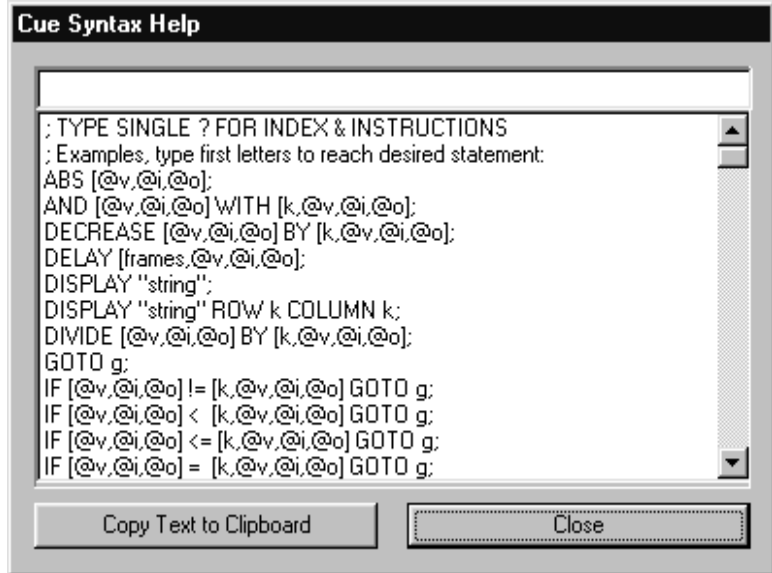 Cue Syntax Help
; TYPE SINGLE ? FOR INDEX & INSTRUCTIONS
; Examples, type first letters to reach desired statement:
ABS [@v,@i,@o];
AND [@v,@i,@o] WITH [k,@v,@i,@o];
DECREASE [@v,@i,@o] BY [k,@v,@i,@o];
DELAY [frames,@v,@i,@o];
DISPLAY "string";
DISPLAY "string" ROW k COLUMN k;
DIVIDE [@v,@i,@o] BY [k,@v,@i,@o];
GOTO g;
IF [@v,@i,@o] != [k,@v,@i,@o] GOTO g;
IF [@v,@i,@o] <  [k,@v,@i,@o] GOTO g;
IF [@v,@i,@o] <= [k,@v,@i,@o] GOTO g;
IF [@v,@i,@o] =  [k,@v,@i,@o] GOTO g;
Copy Text to Clipboard
Close